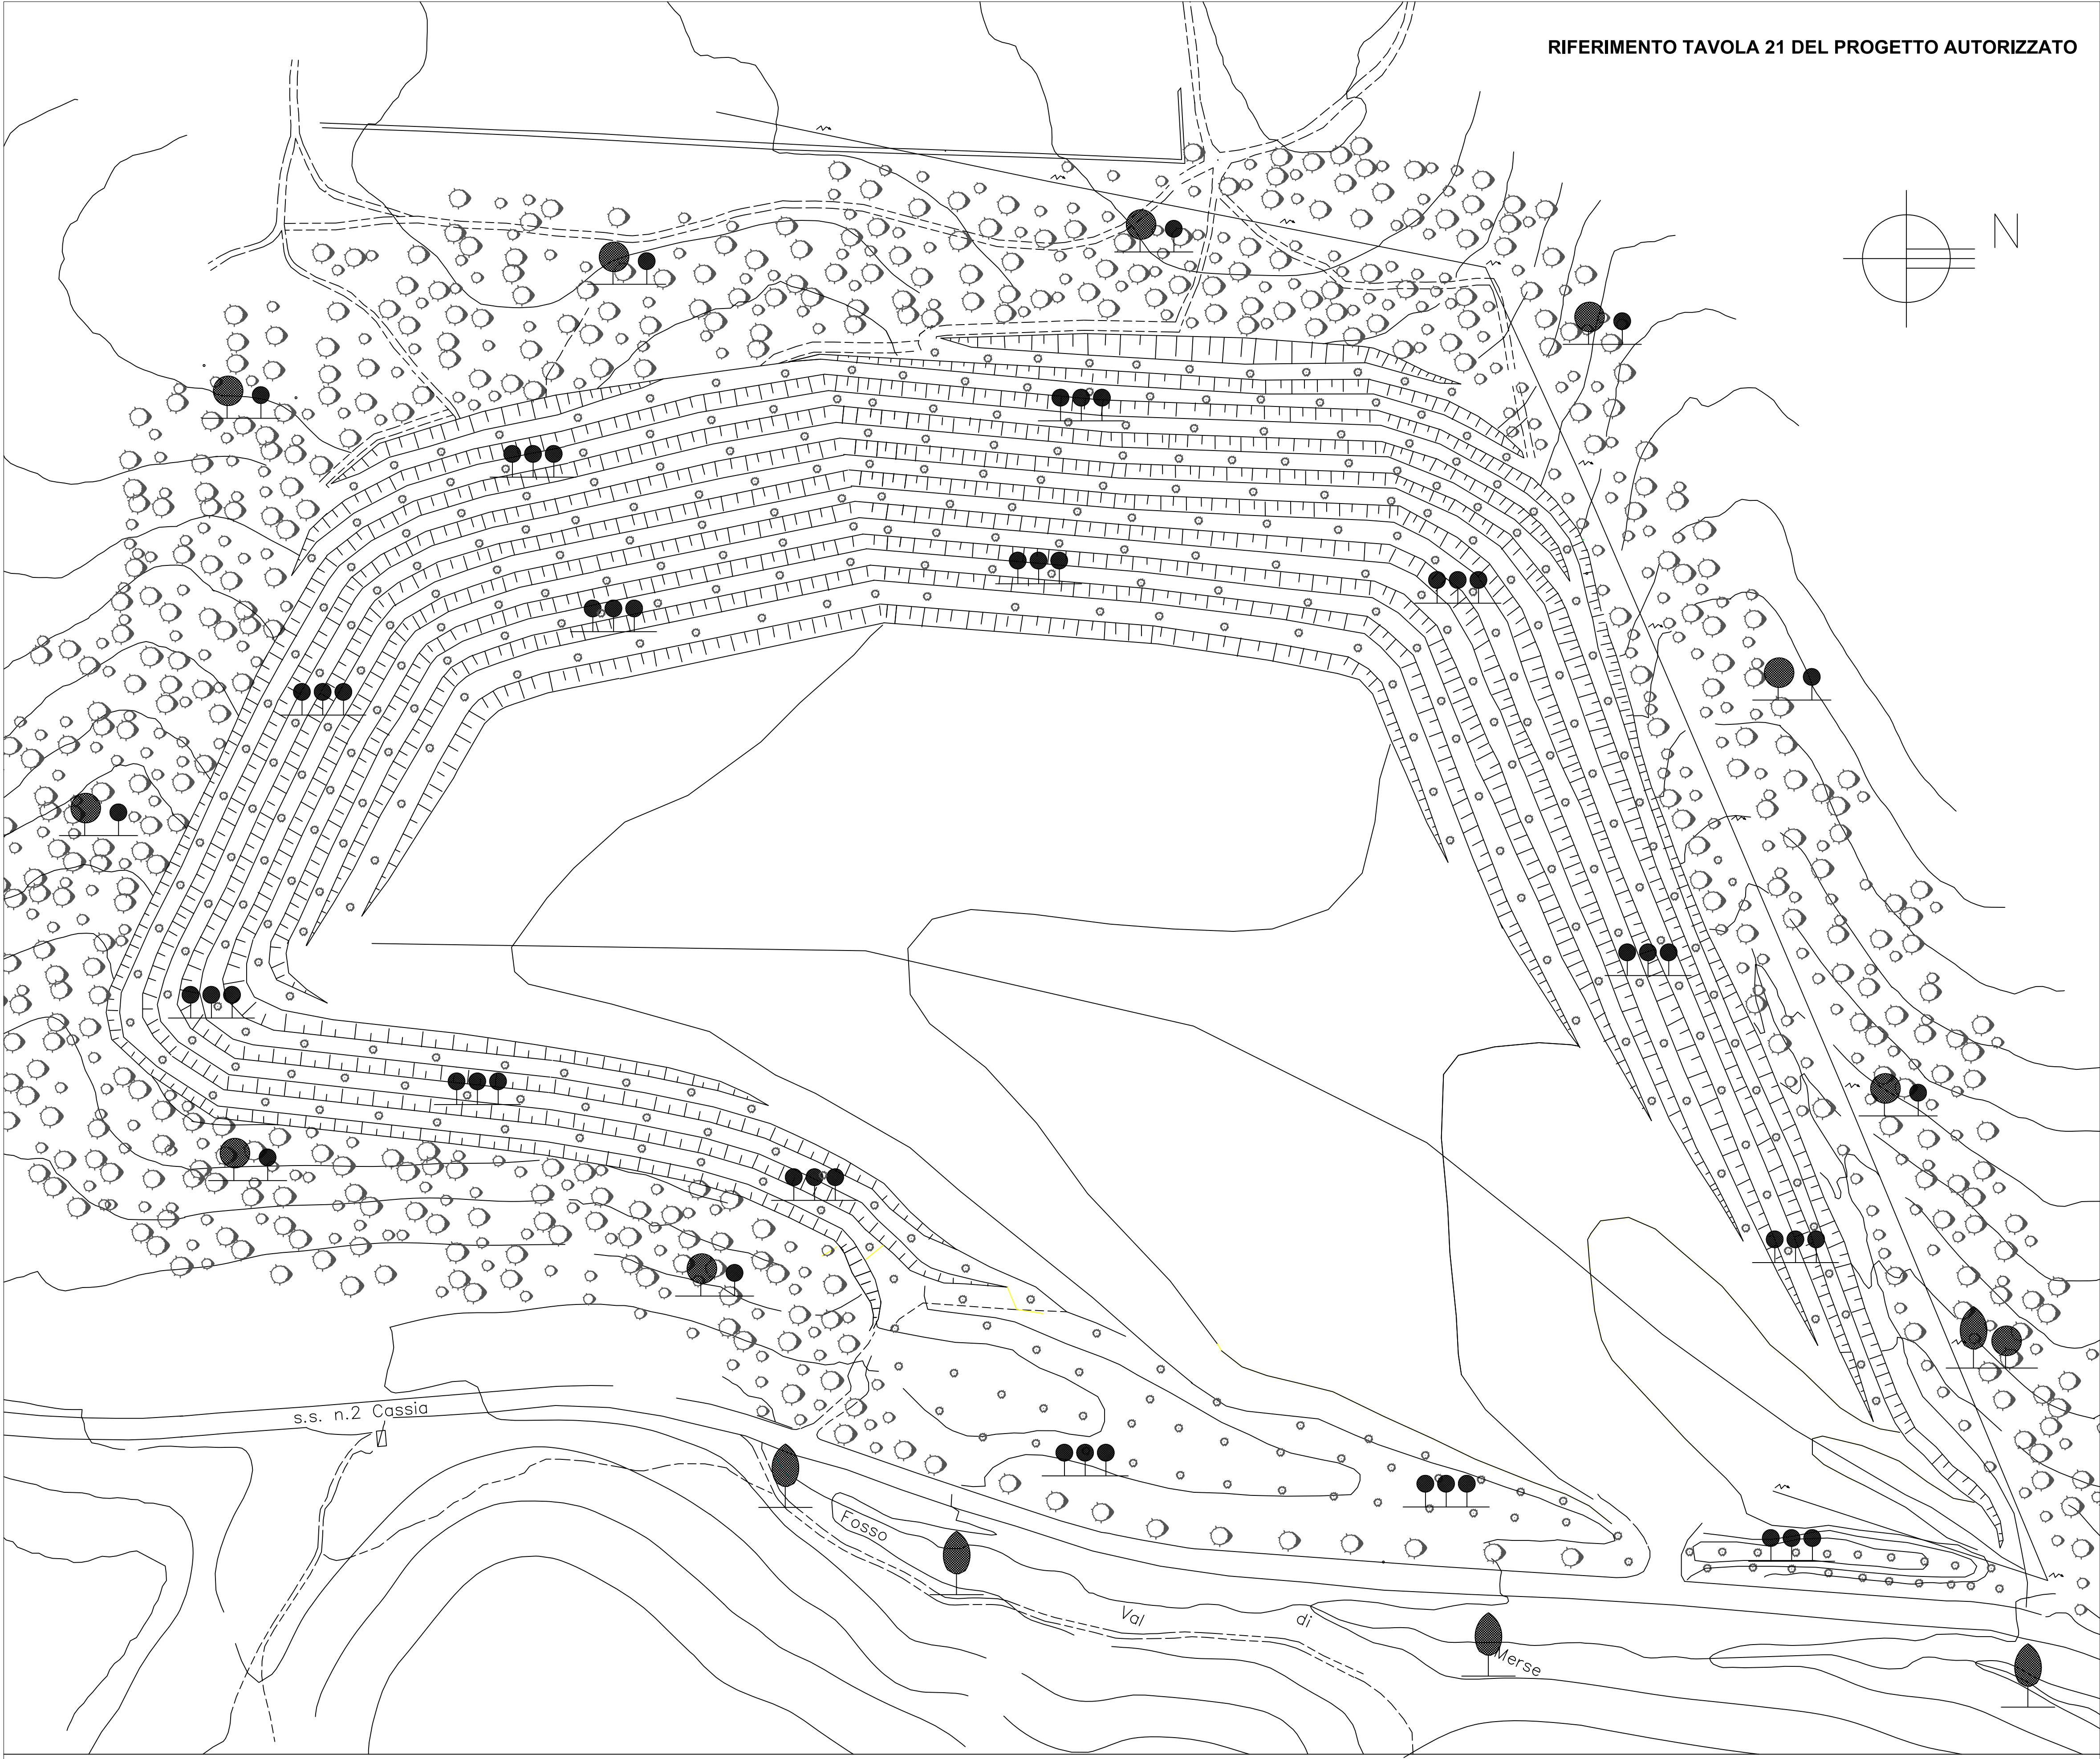 RIFERIMENTO TAVOLA 21 DEL PROGETTO AUTORIZZATO
N
s.s. n.2 Cassia
Fosso
Val
di
Merse